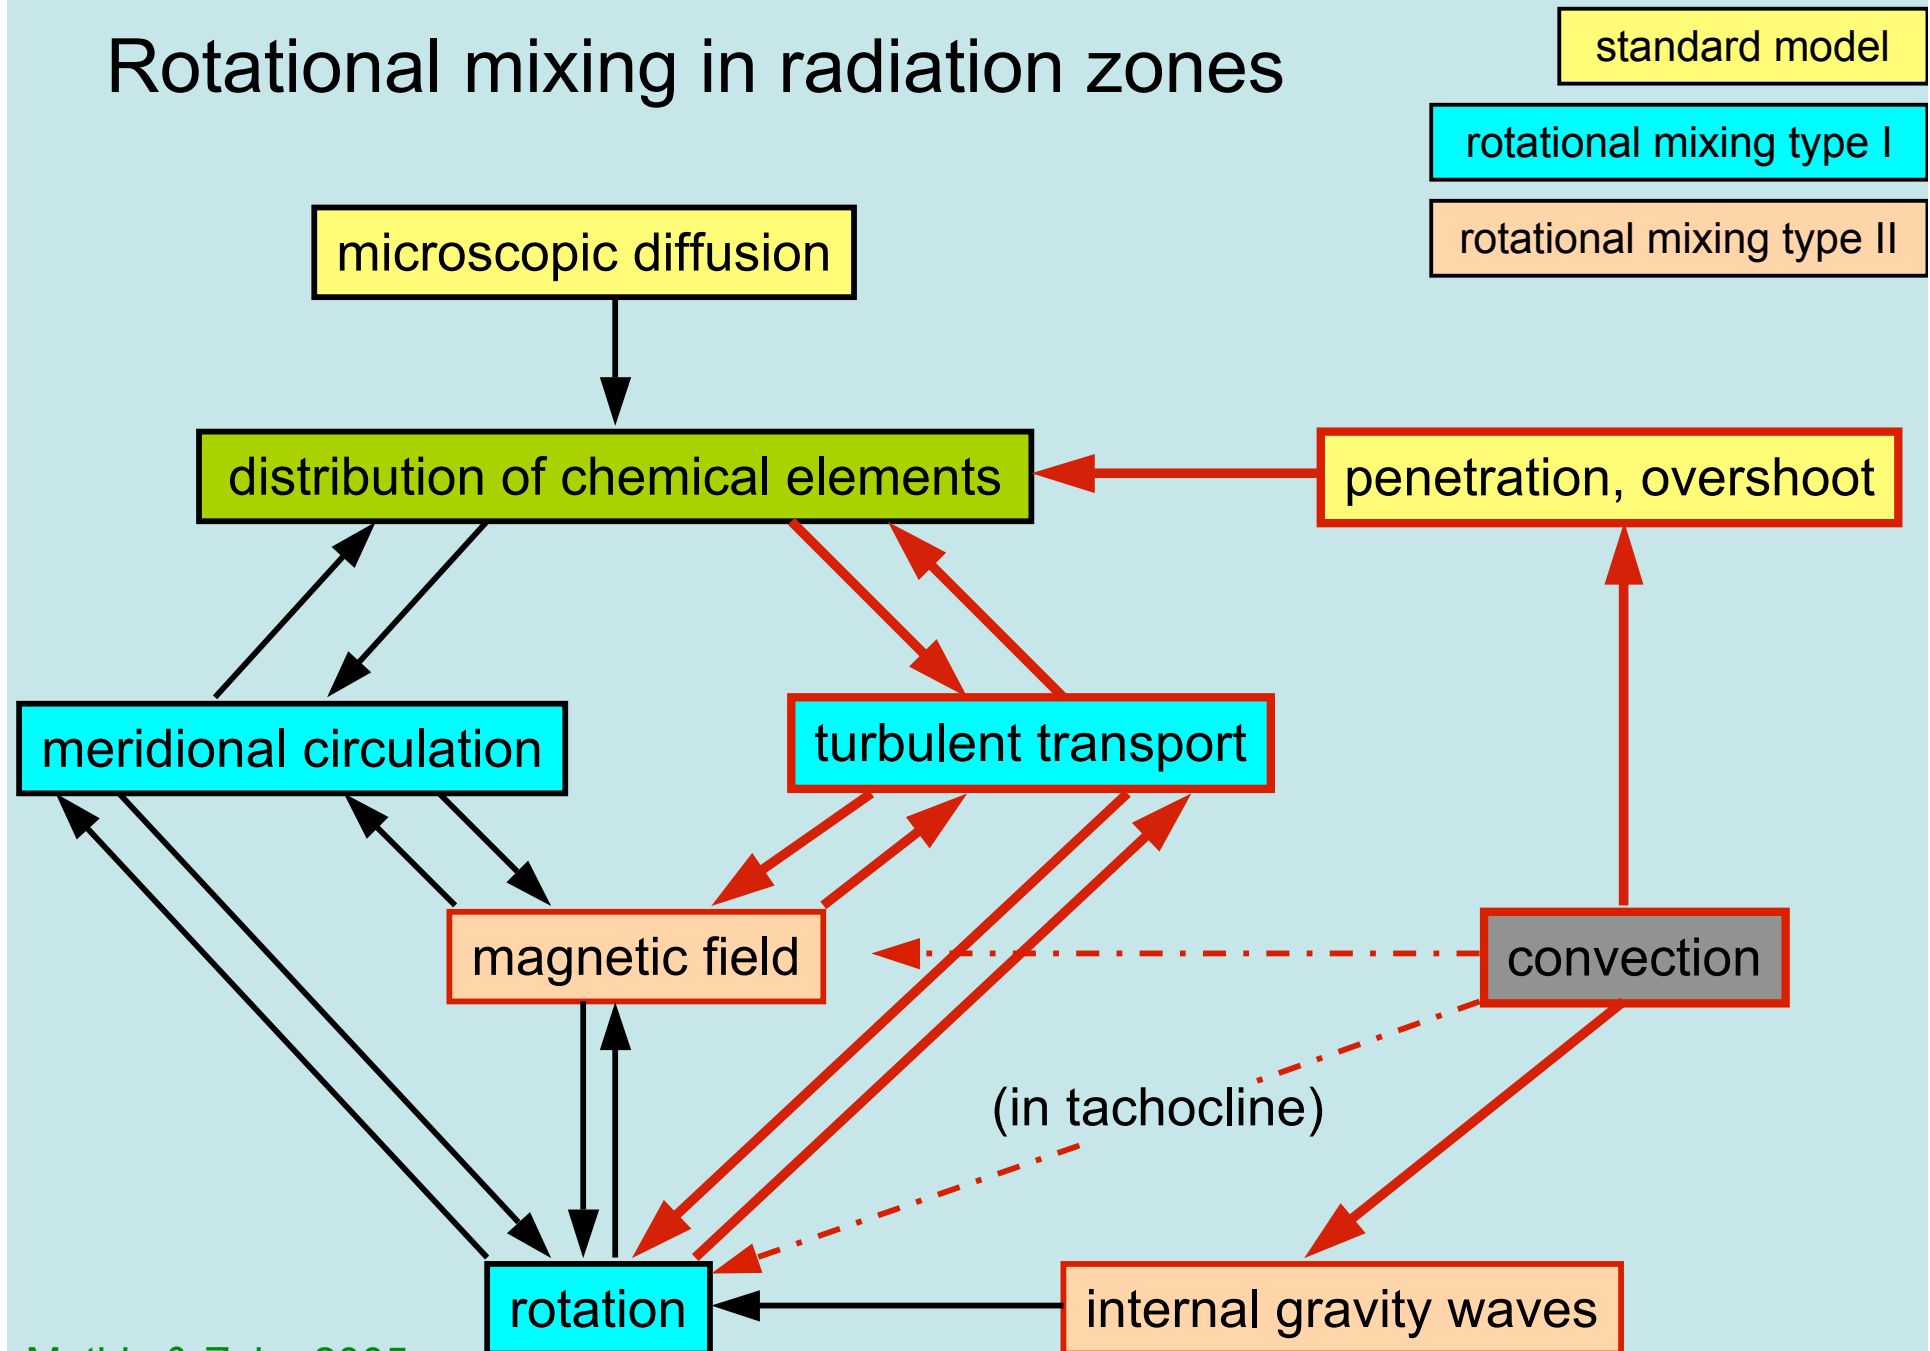 Rotational mixing in radiation zones
standard model
rotational mixing type I
rotational mixing type II
microscopic diffusion
distribution of chemical elements
penetration, overshoot
meridional circulation
turbulent transport
magnetic field
convection
(in tachocline)
rotation
internal gravity waves